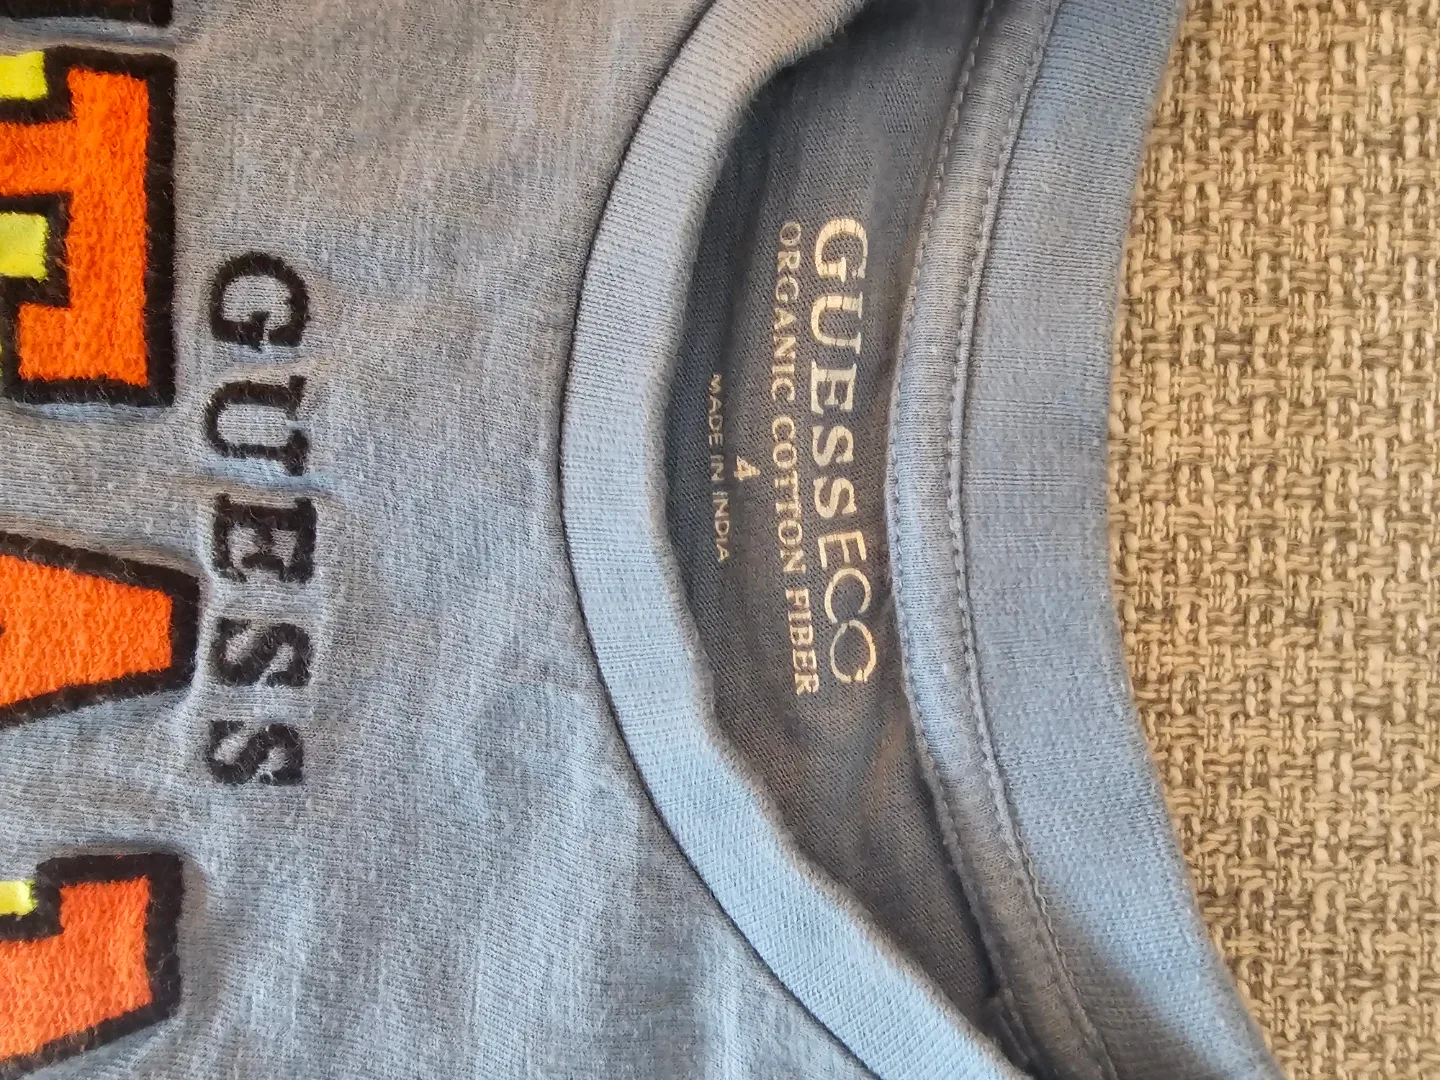 GUESSECO
ORGANIC COTTON FIBER
4
MADE IN INDIA
GUESS